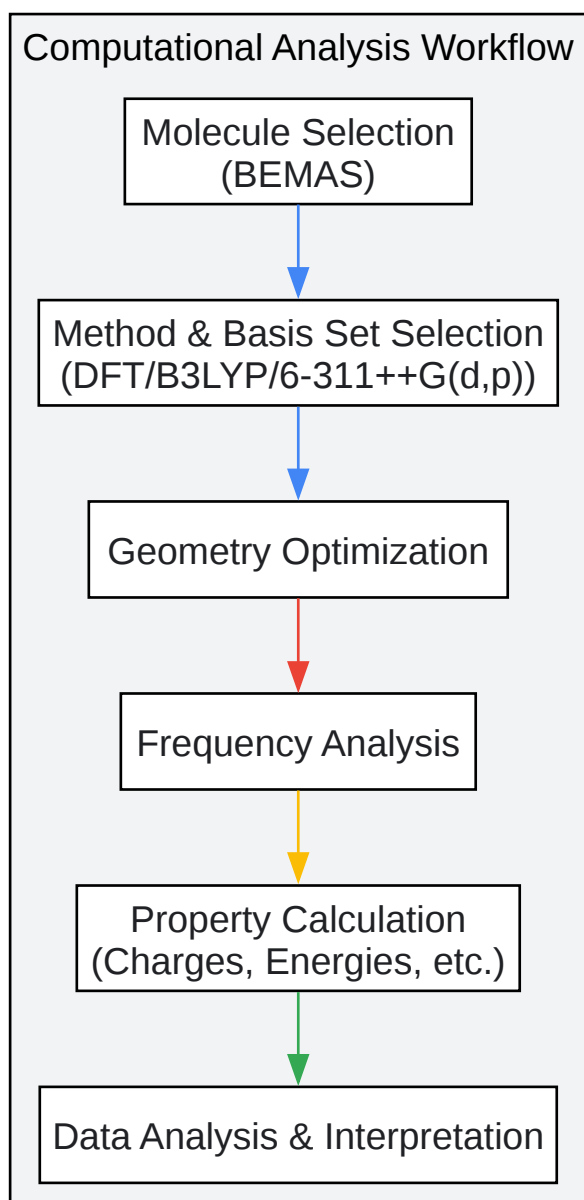 Computational Analysis Workflow
Molecule Selection
(BEMAS)
Method & Basis Set Selection
(DFT/B3LYP/6-311++G(d,p))
Geometry Optimization
Frequency Analysis
Property Calculation
(Charges, Energies, etc.)
Data Analysis & Interpretation